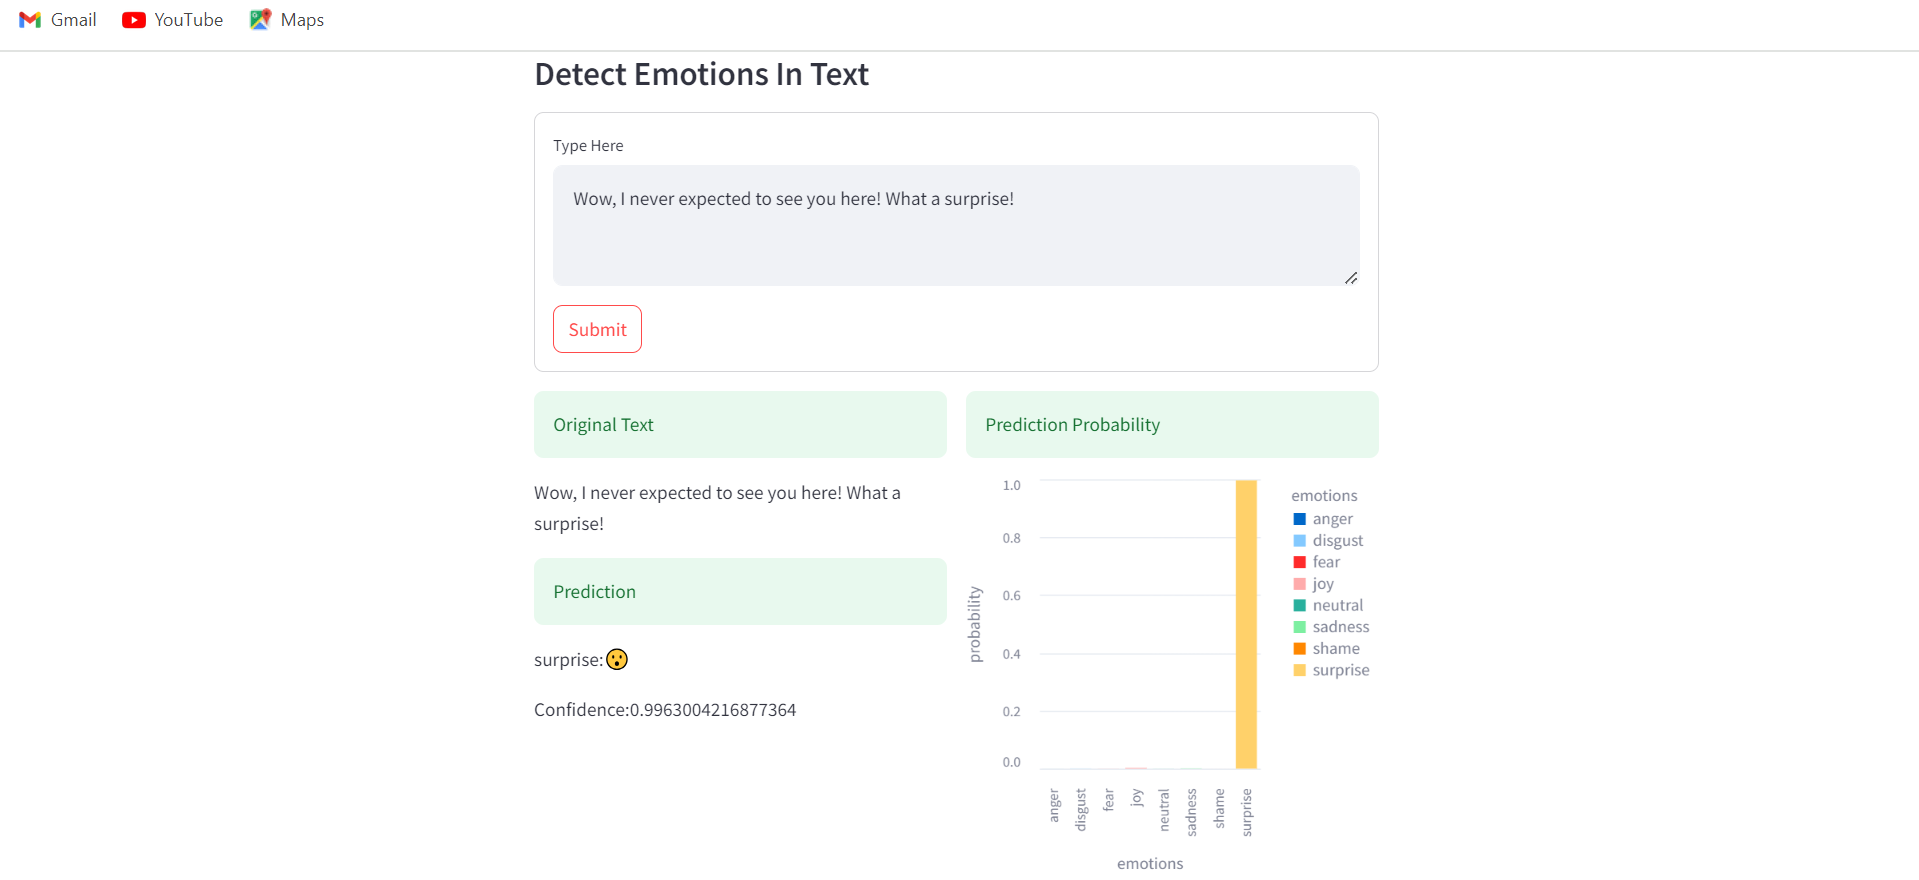 Gmail YouTube Maps
Detect Emotions In Text
Type Here
Wow, I never expected to see you here! What a surprise!
Submit
Original Text
Wow, I never expected to see you here! What a
surprise!
Prediction
surprise:😮
Confidence:0.9963004216877364
Prediction Probability
1.0
0.8
0.6
0.4
0.2
0.0
probability
anger
disgust
fear
joy
neutral
sadness
shame
surprise
emotions
emotions
anger
disgust
fear
joy
neutral
sadness
shame
surprise